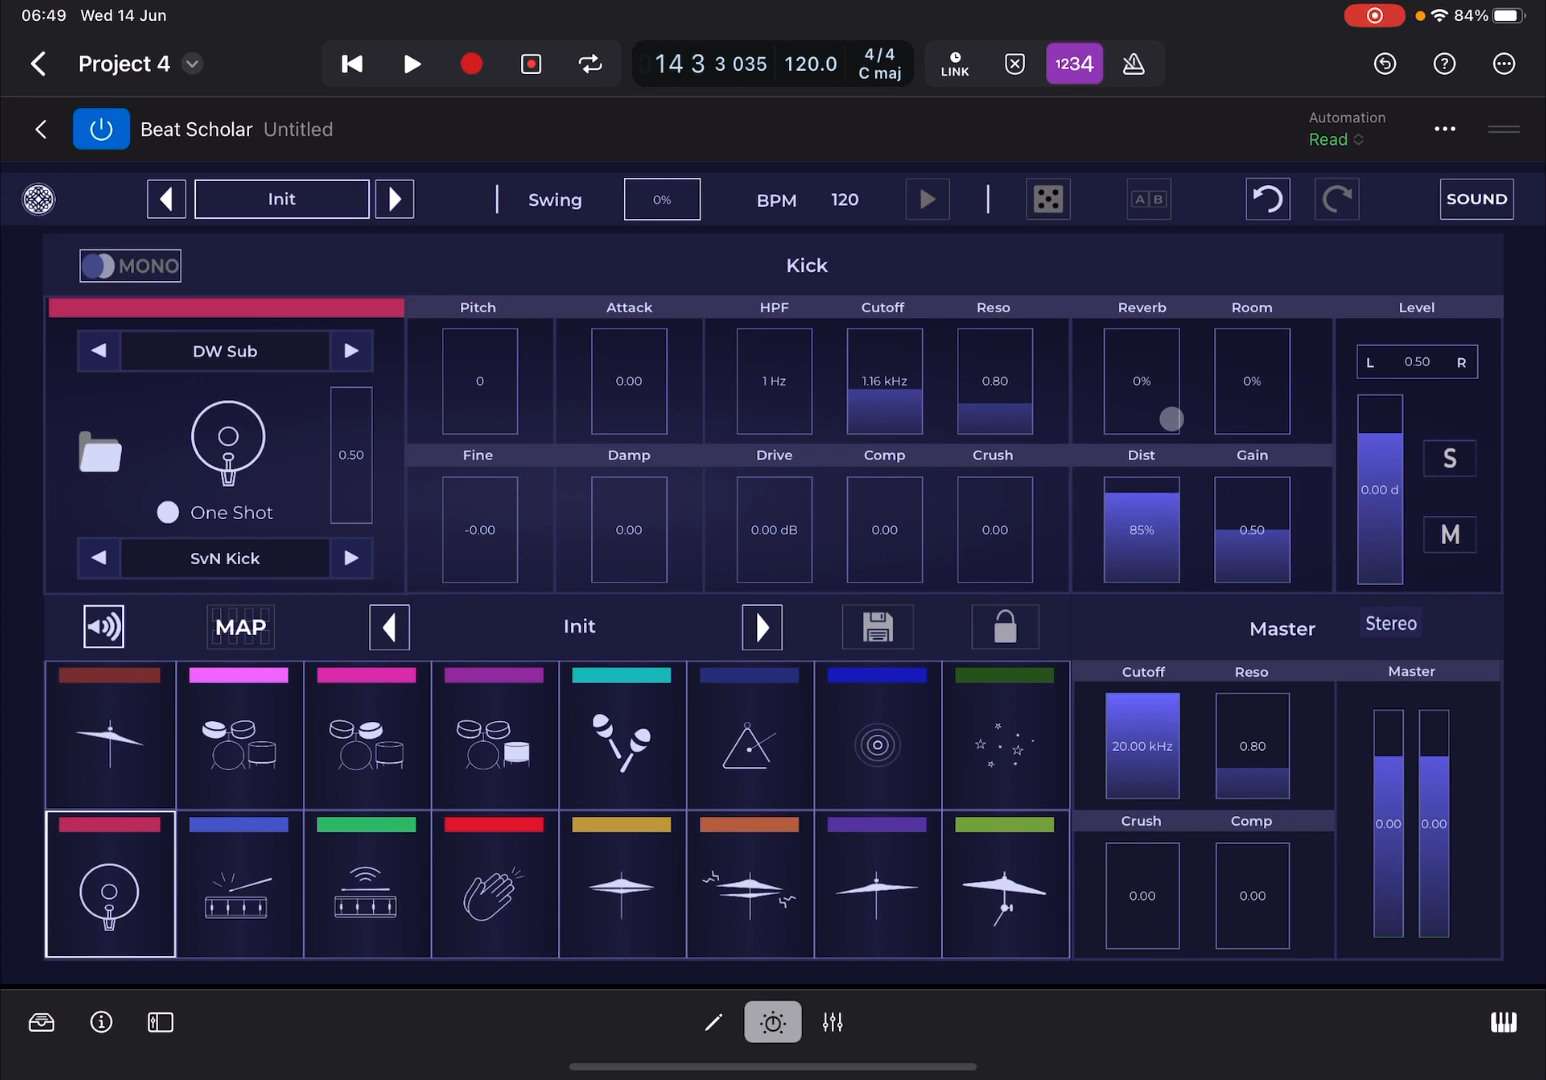 06:49 Wed 14 Jun 84%
Project 4 14 3 3 035 120.0 4/4 C maj LINK 1234
Beat Scholar Untitled Automation Read
Init Swing 0% BPM 120 A B SOUND
MONO Kick
Pitch Attack HPF Cutoff Reso Reverb Room Level
DW Sub
0 0.00 1 Hz 1.16 kHz 0.80 0% 0% L 0.50 R
0.50
Fine Damp Drive Comp Crush Dist Gain S
0.00 d
One Shot
-0.00 0.00 0.00 dB 0.00 0.00 85% 0.50 M
SvN Kick
MAP Init Master Stereo
Cutoff Reso Master
20.00 kHz 0.80
Crush Comp 0.00 0.00
0.00 0.00